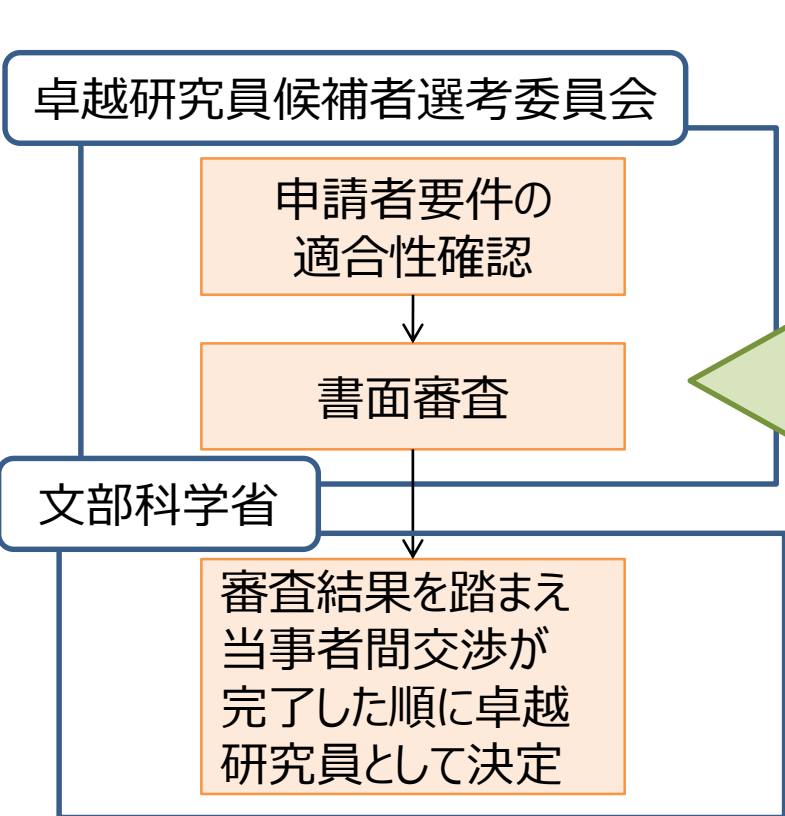 卓越研究員候補者選考委員会
申請者要件の
適合性確認
書面審査
文部科学省
審査結果を踏まえ
当事者間交渉が
完了した順に卓越
研究員として決定